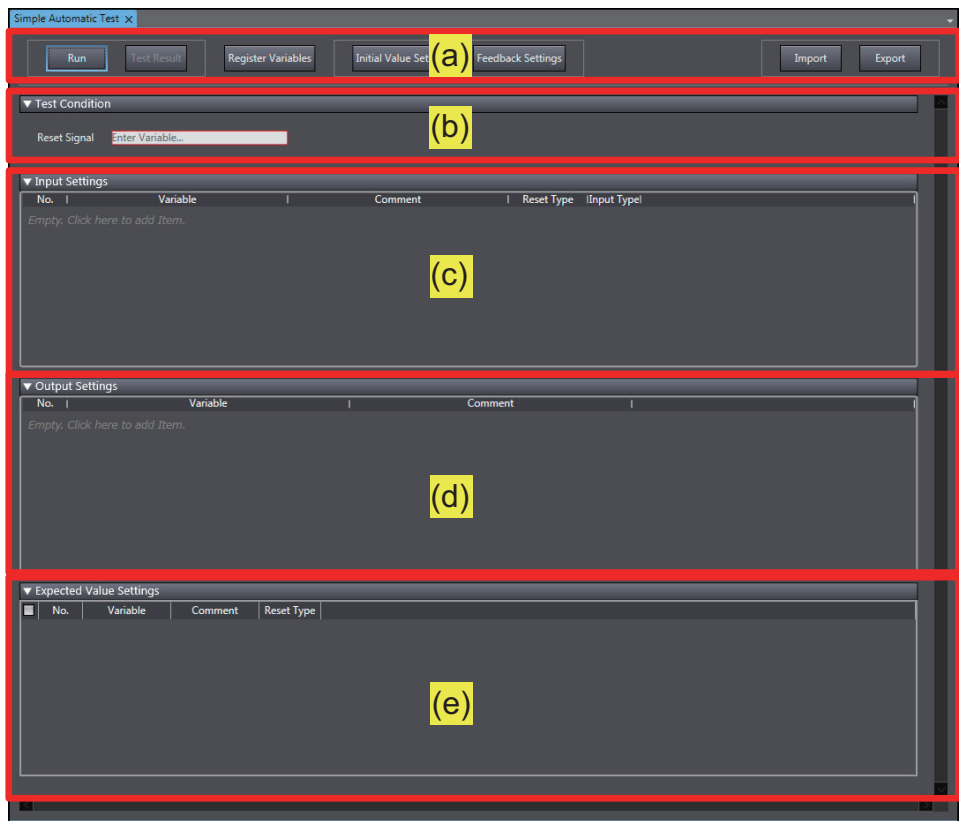 Simple Automatic Test ×
Run Test Result Register Variables Initial Value Set (a) Feedback Settings Import Export
▼ Test Condition
(b)
Reset Signal Enter Variable...
▼ Input Settings
No. Variable Comment Reset Type Input Type
Empty. Click here to add Item.
(c)
▼ Output Settings
No. Variable Comment
Empty. Click here to add Item.
(d)
▼ Expected Value Settings
No. Variable Comment Reset Type
(e)